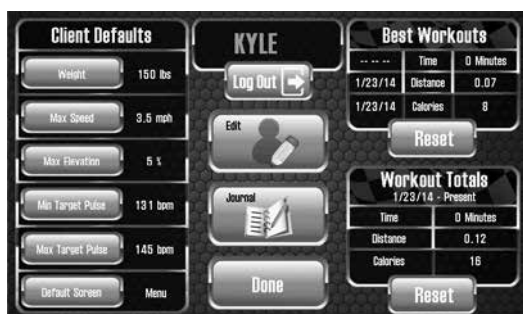 Client Defaults
Weight 150 lbs
Max Speed 3.5 mph
Max Elevation 5 %
Min Target Pulse 131 bpm
Max Target Pulse 145 bpm
Default Screen Menu
KYLE
Log Out
Edit
Journal
Done
Best Workouts
-- -- -- Time 0 Minutes
1/23/14 Distance 0.07
1/23/14 Calories 8
Reset
Workout Totals
1/23/14 - Present
Time 0 Minutes
Distance 0.12
Calories 16
Reset